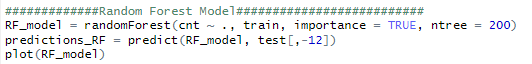 #############Random Forest Model##########################
RF_model = randomForest(cnt ~ ., train, importance = TRUE, ntree = 200)
predictions_RF = predict(RF_model, test[,-12])
plot(RF_model)